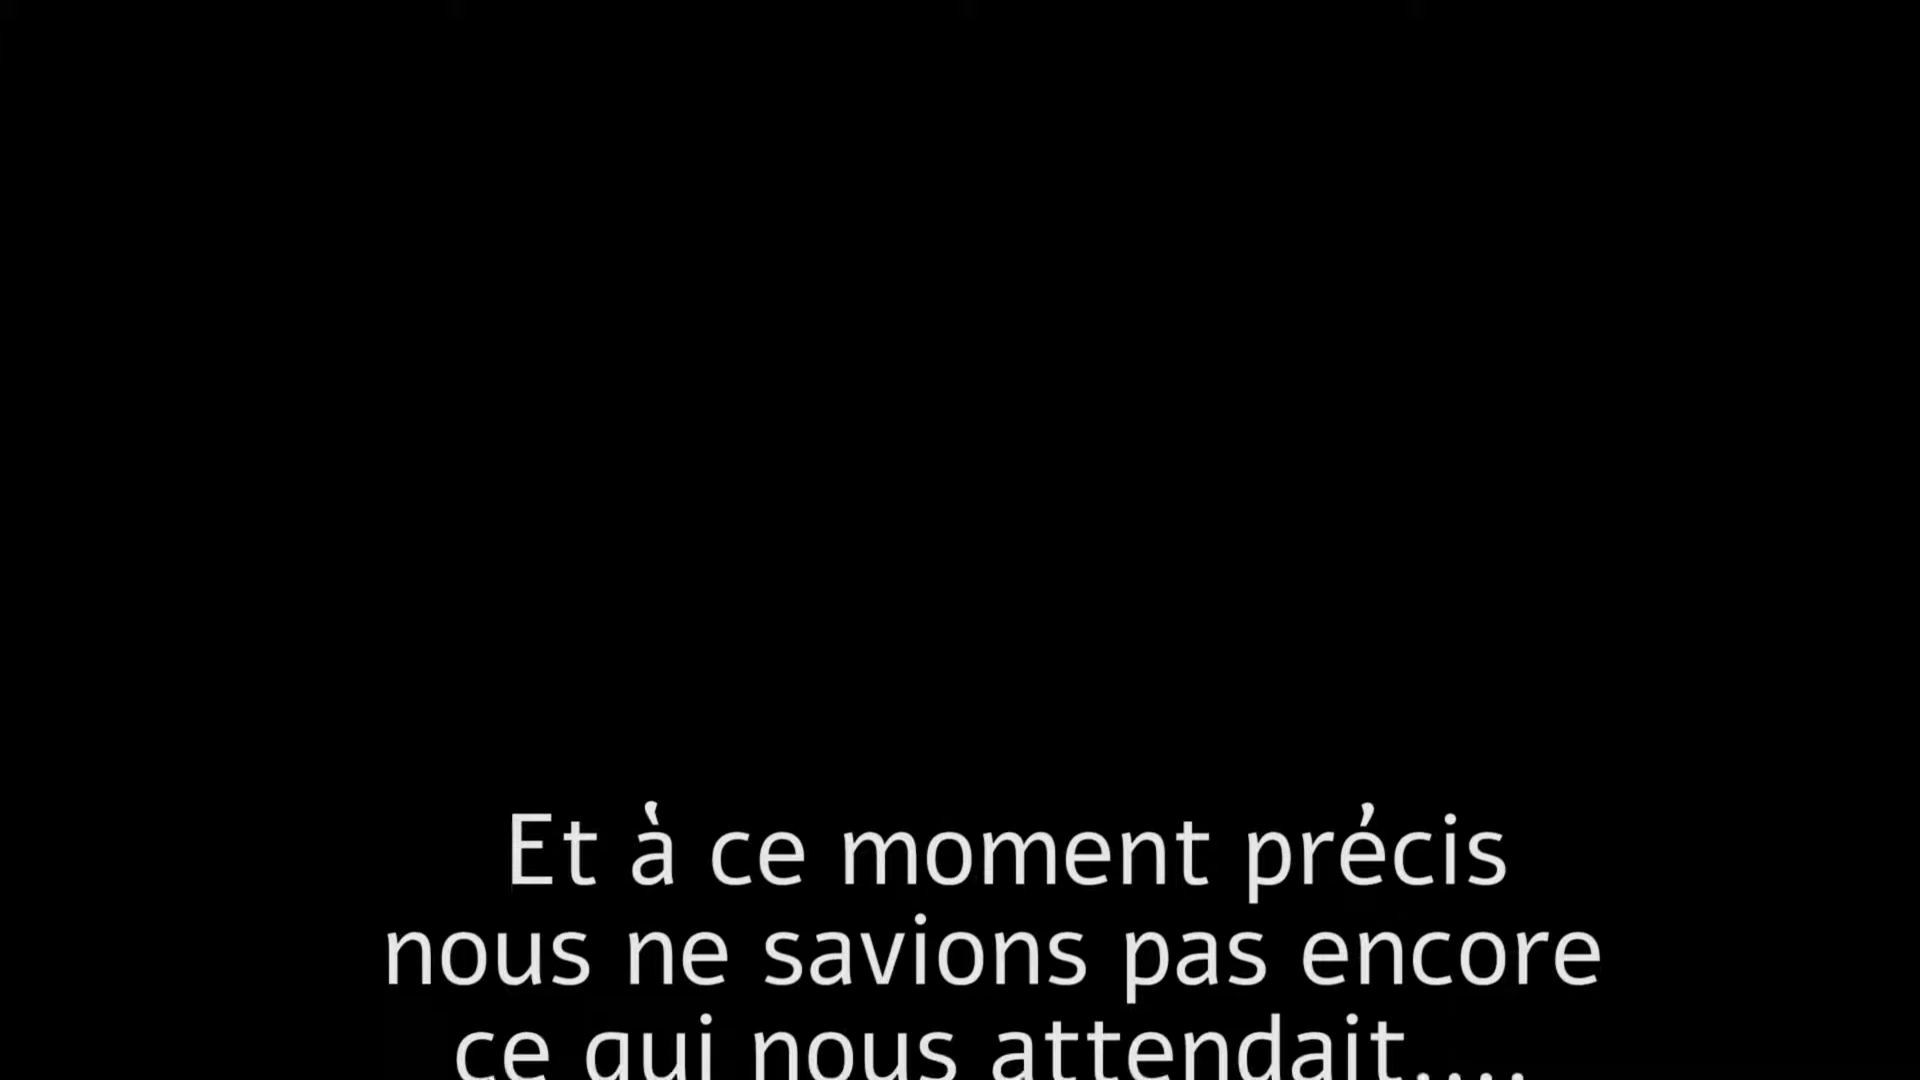 Et à ce moment précis
nous ne savions pas encore
ce qui nous attendait....